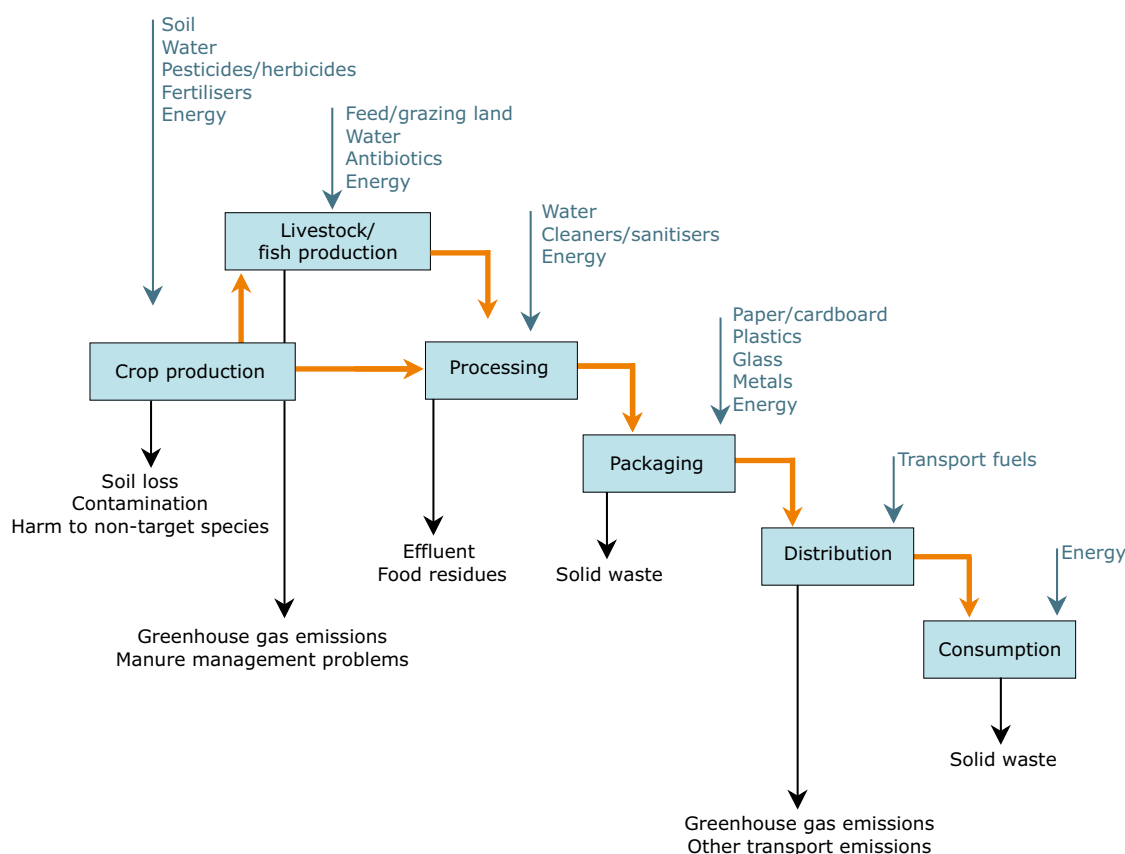 Soil
Water
Pesticides/herbicides
Fertilisers
Energy
Feed/grazing land
Water
Antibiotics
Energy
Livestock/
fish production
Water
Cleaners/sanitisers
Energy
Crop production
Processing
Paper/cardboard
Plastics
Glass
Metals
Energy
Soil loss
Contamination
Harm to non-target species
Packaging
Transport fuels
Effluent
Food residues
Solid waste
Distribution
Energy
Greenhouse gas emissions
Manure management problems
Consumption
Solid waste
Greenhouse gas emissions
Other transport emissions